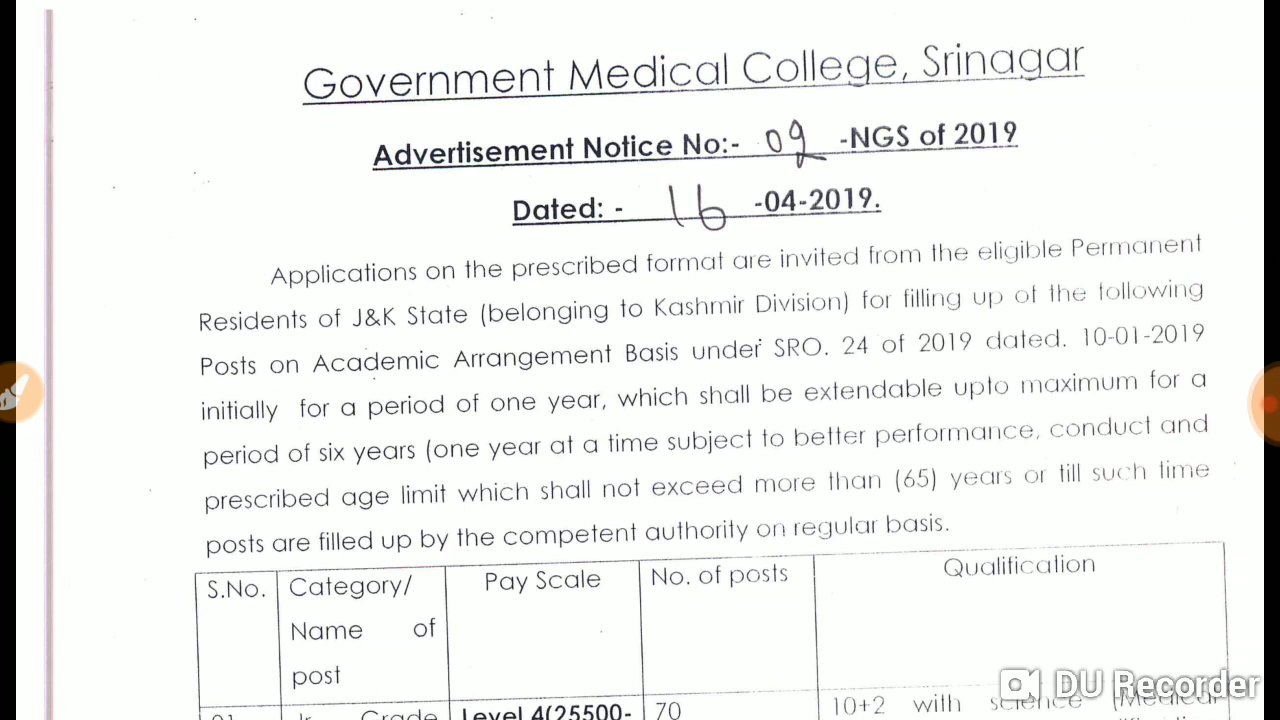 Government Medical College, Srinagar
Advertisement Notice No:- 09 -NGS of 2019
Dated: - 16 -04-2019.
Applications on the prescribed format are invited from the eligible Permanent
Residents of J&K State (belonging to Kashmir Division) for filling up of the following
Posts on Academic Arrangement Basis under SRO. 24 of 2019 dated. 10-01-2019
initially for a period of one year, which shall be extendable upto maximum for a
period of six years (one year at a time subject to better performance, conduct and
prescribed age limit which shall not exceed more than (65) years or till such time
posts are filled up by the competent authority on regular basis.
S.No. Category/ Pay Scale No. of posts Qualification
Name of
post
01 Jr. Grade Level 4(25500- 70 10+2 with science (Medical
DU Recorder